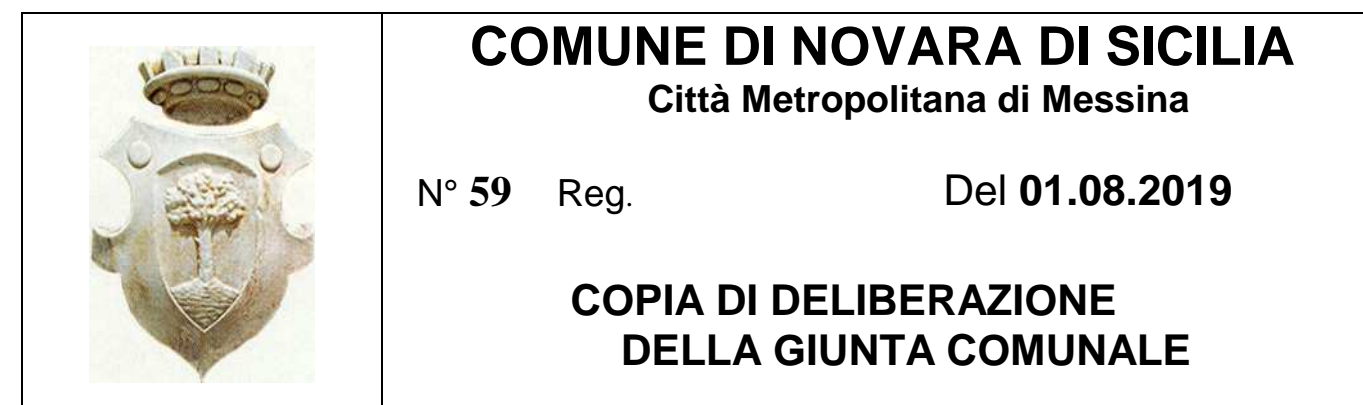 COMUNE DI NOVARA DI SICILIA
Città Metropolitana di Messina
N° 59 Reg. Del 01.08.2019
COPIA DI DELIBERAZIONE
DELLA GIUNTA COMUNALE